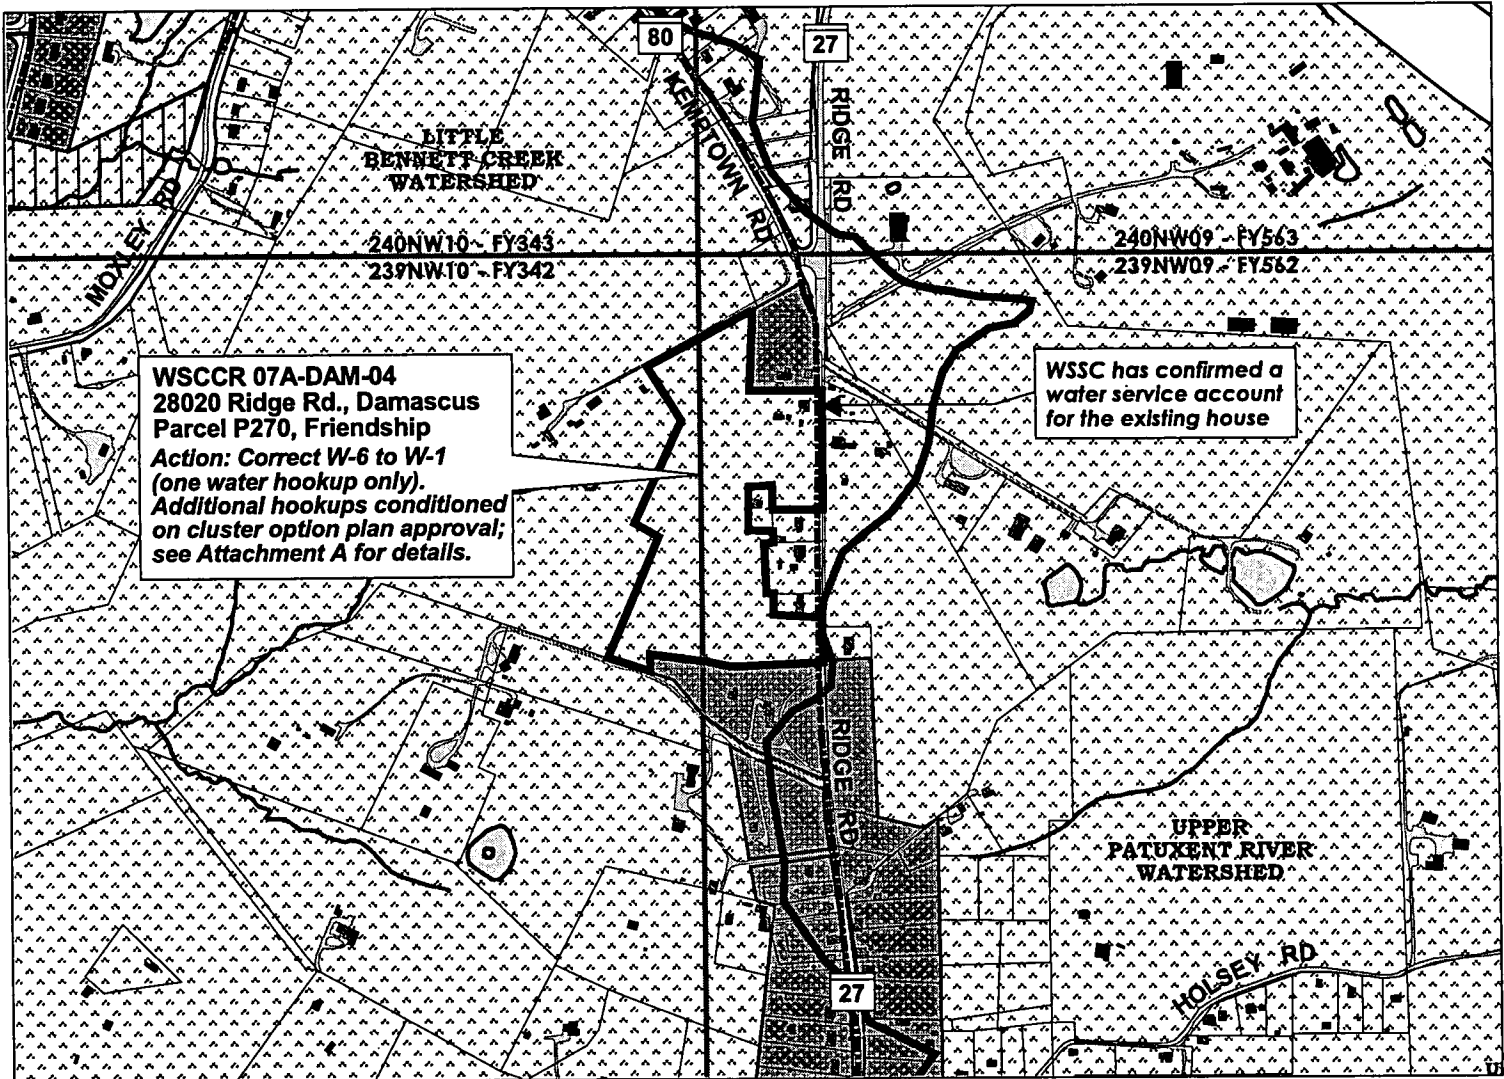 80
27
KEMPTOWN RD
RIDGE RD
LITTLE
BENNETT CREEK
WATERSHED
MOXLEY RD
240NW10 - FY343
239NW10 - FY342
240NW09 - FY563
239NW09 - FY562
WSCCR 07A-DAM-04
28020 Ridge Rd., Damascus
Parcel P270, Friendship
Action: Correct W-6 to W-1
(one water hookup only).
Additional hookups conditioned
on cluster option plan approval;
see Attachment A for details.
WSSC has confirmed a
water service account
for the existing house
RIDGE RD
UPPER
PATUXENT RIVER
WATERSHED
27
HOLSEY RD